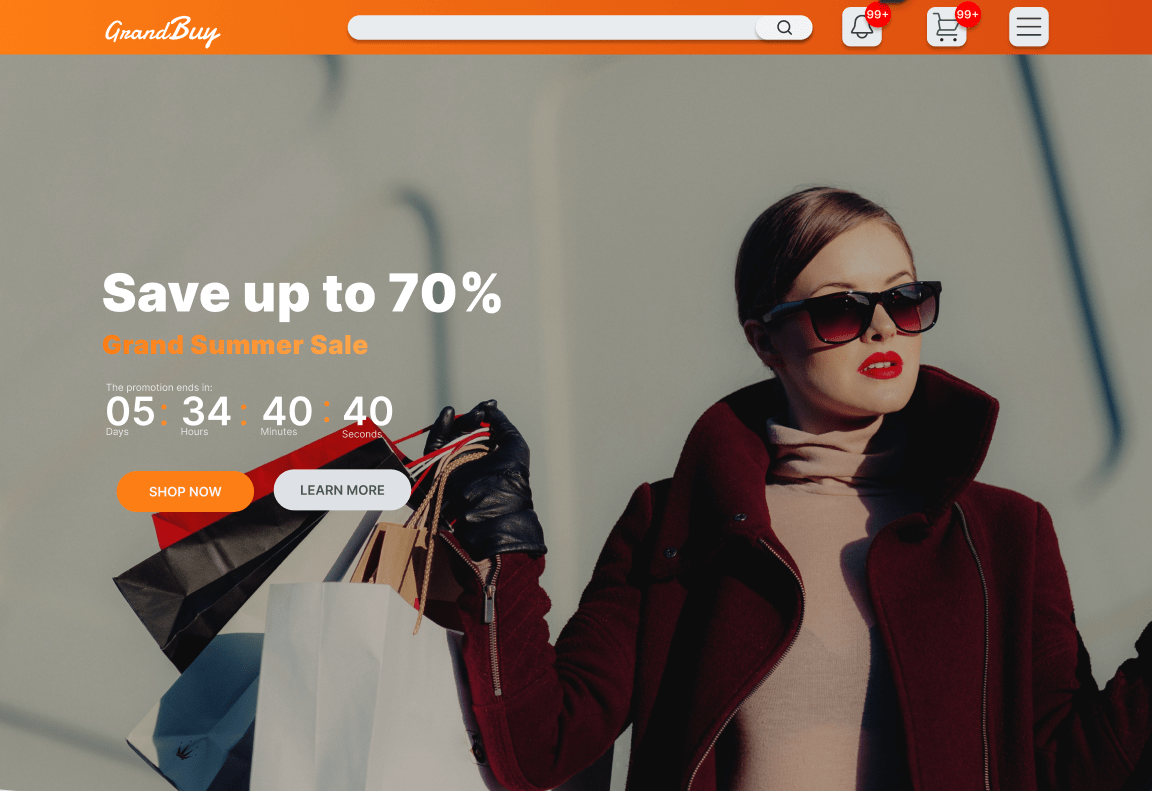 GrandBuy
99+
99+
Save up to 70%
Grand Summer Sale
The promotion ends in:
05 : 34 : 40 : 40
Days Hours Minutes Seconds
SHOP NOW LEARN MORE